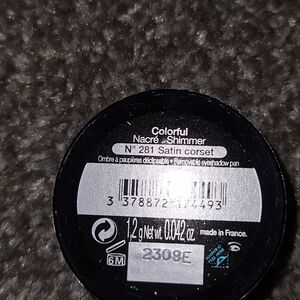 Colorful
Nacré - Shimmer
N° 281 Satin corset
Ombre à paupières déclipsable - Removable eyeshadow pan
3 378872 124493
1,2 g Net wt. 0.042 oz made in France.
6M
2308E